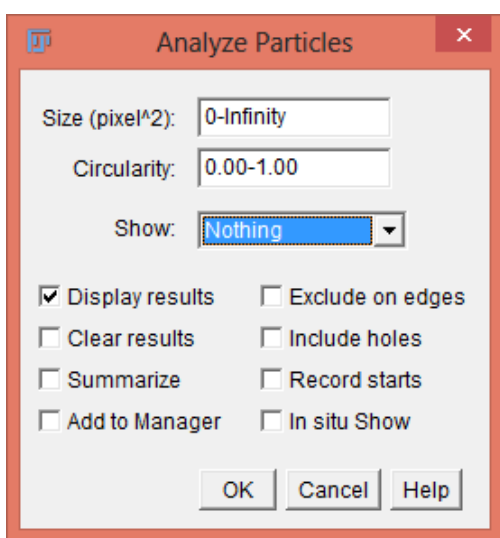 Analyze Particles
Size (pixel^2): 0-Infinity
Circularity: 0.00-1.00
Show: Nothing
Display results Exclude on edges
Clear results Include holes
Summarize Record starts
Add to Manager In situ Show
OK Cancel Help